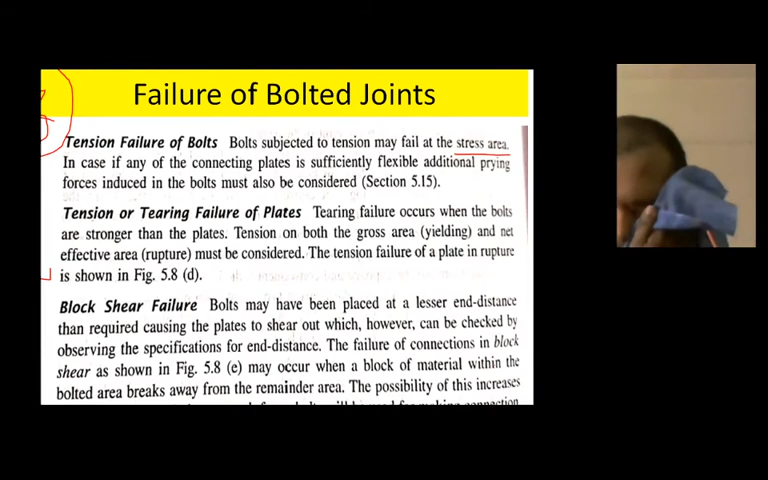 Failure of Bolted Joints
Tension Failure of Bolts Bolts subjected to tension may fail at the stress area.
In case if any of the connecting plates is sufficiently flexible additional prying
forces induced in the bolts must also be considered (Section 5.15).
Tension or Tearing Failure of Plates Tearing failure occurs when the bolts
are stronger than the plates. Tension on both the gross area (yielding) and net
effective area (rupture) must be considered. The tension failure of a plate in rupture
is shown in Fig. 5.8 (d).
Block Shear Failure Bolts may have been placed at a lesser end-distance
than required causing the plates to shear out which, however, can be checked by
observing the specifications for end-distance. The failure of connections in block
shear as shown in Fig. 5.8 (e) may occur when a block of material within the
bolted area breaks away from the remainder area. The possibility of this increases